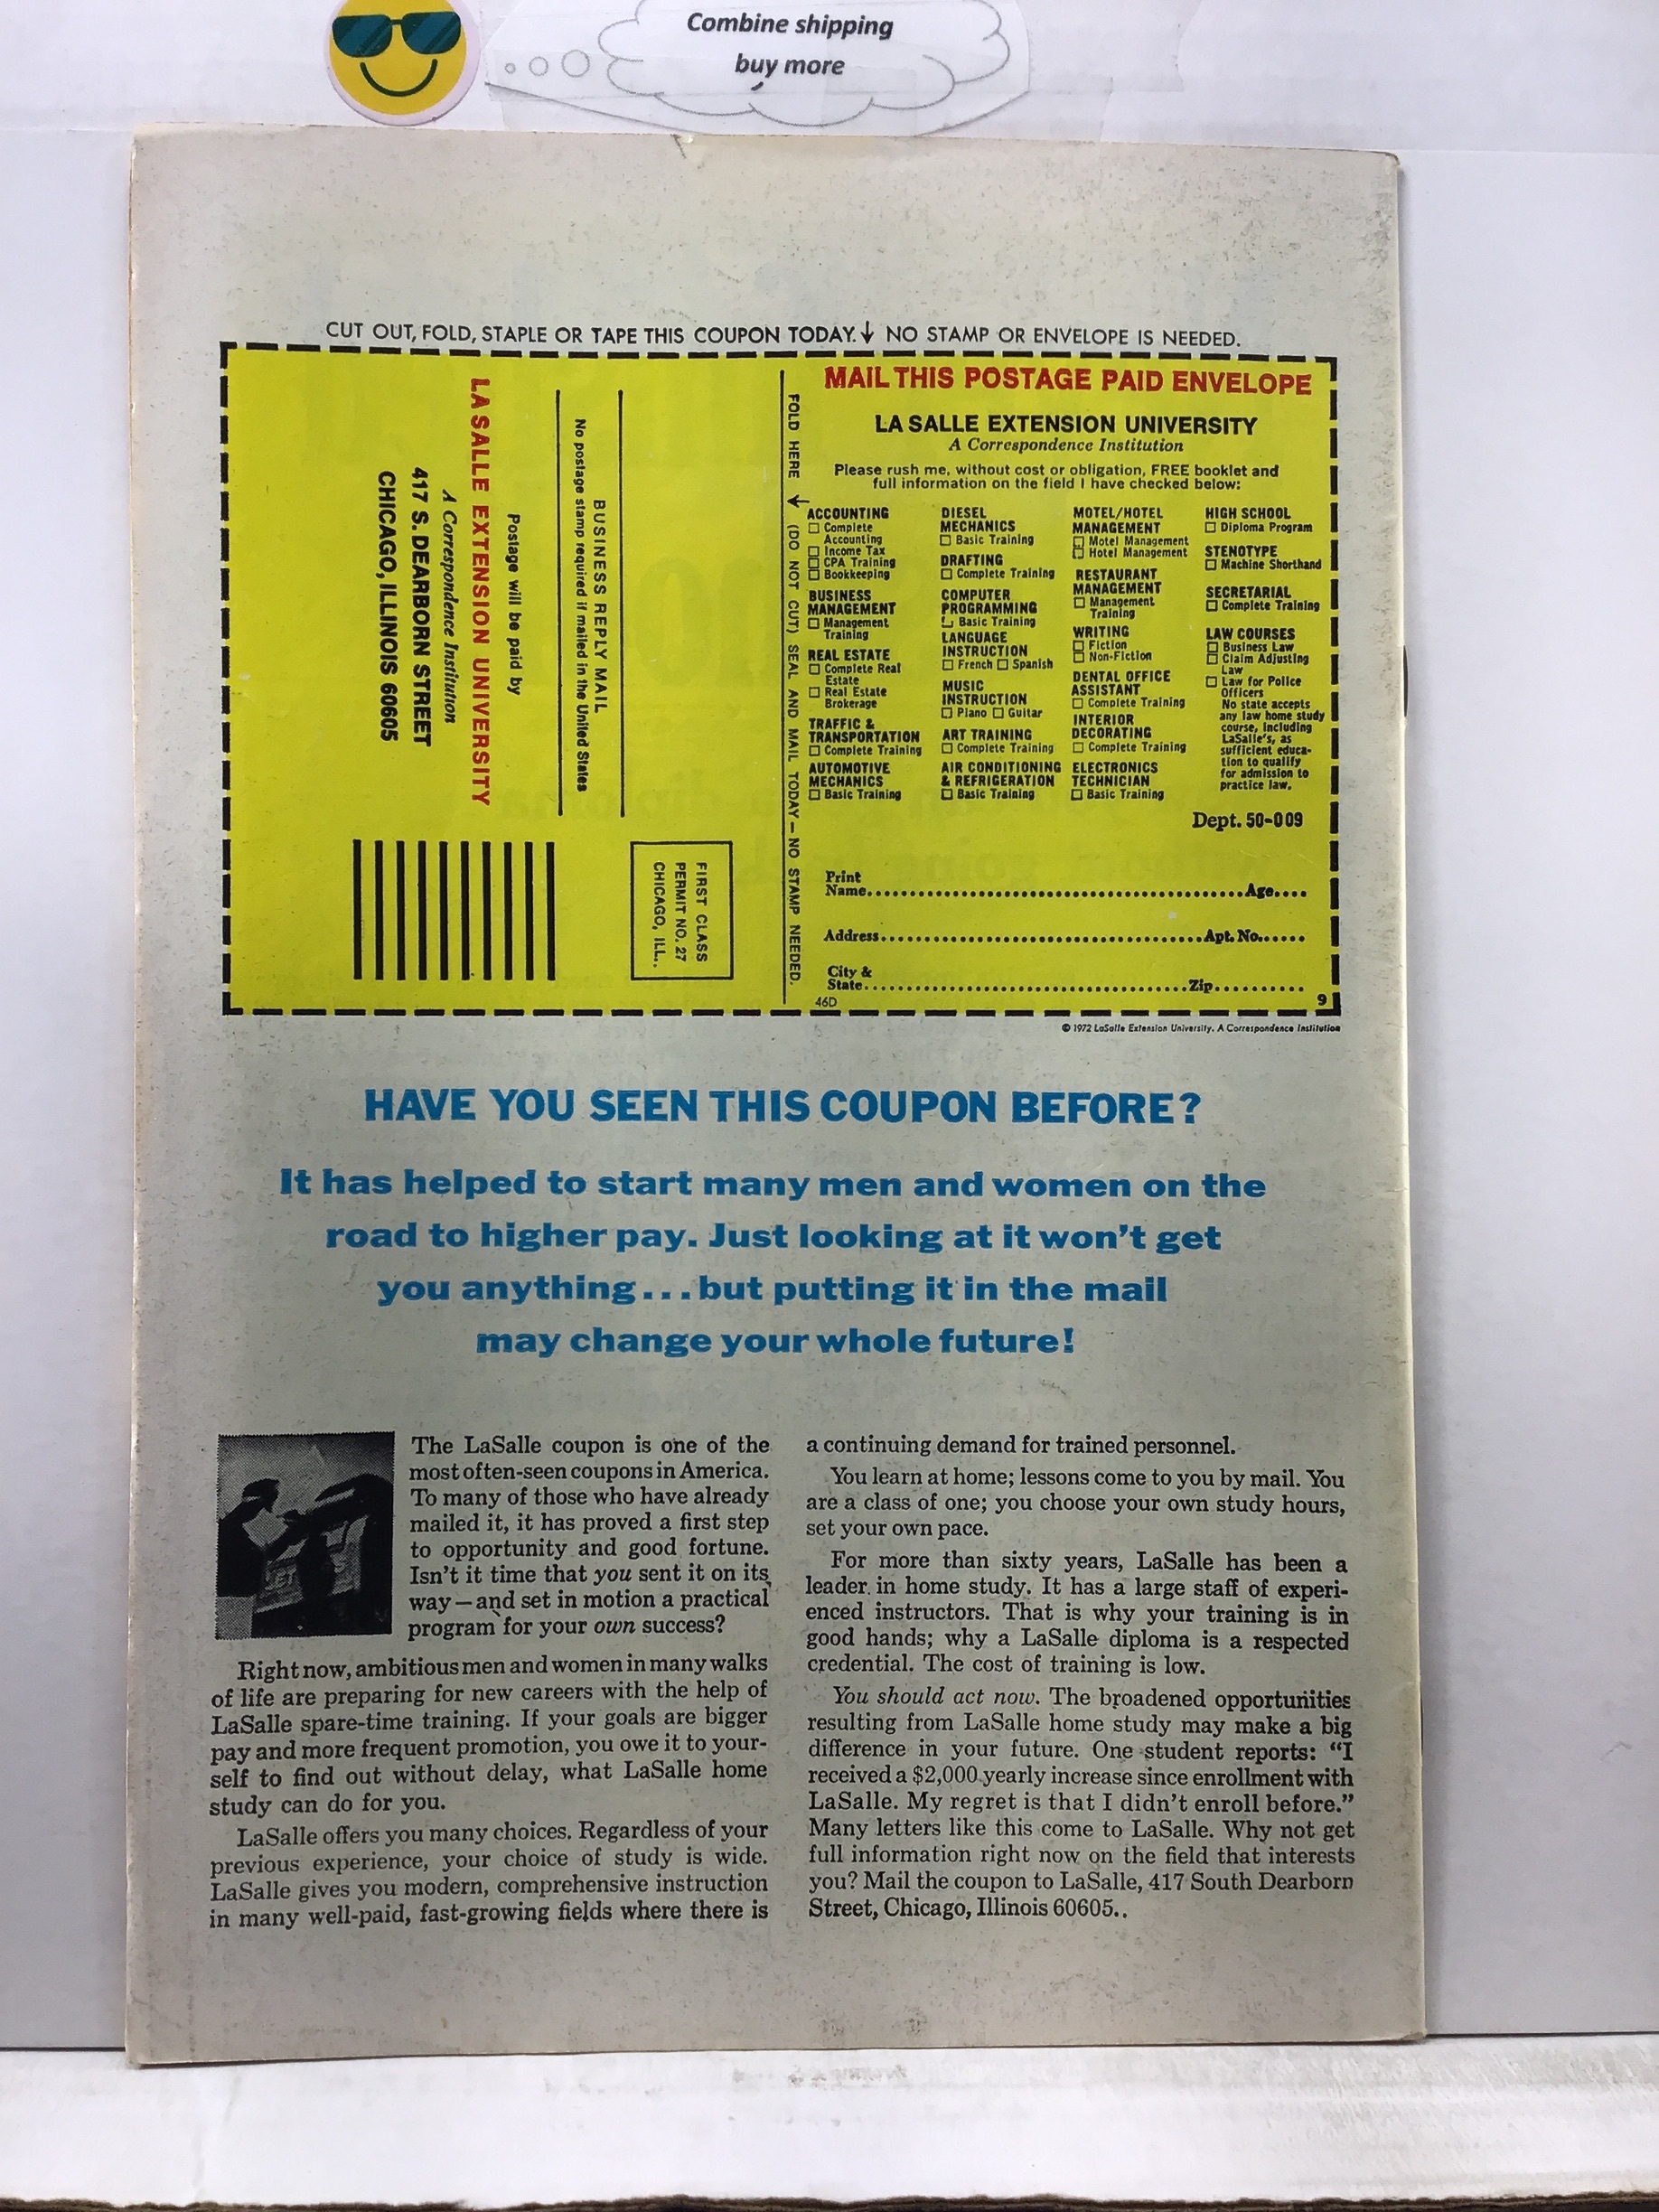 Combine shipping
buy more
CUT OUT, FOLD, STAPLE OR TAPE THIS COUPON TODAY.↓ NO STAMP OR ENVELOPE IS NEEDED.
BUSINESS REPLY MAIL
No postage stamp required if mailed in the United States
Postage will be paid by
LA SALLE EXTENSION UNIVERSITY
A Correspondence Institution
417 S. DEARBORN STREET
CHICAGO, ILLINOIS 60605
FIRST CLASS
PERMIT NO. 27
CHICAGO, ILL..
FOLD HERE ↓ (DO NOT CUT) SEAL AND MAIL TODAY — NO STAMP NEEDED.
MAIL THIS POSTAGE PAID ENVELOPE
LA SALLE EXTENSION UNIVERSITY
A Correspondence Institution
Please rush me, without cost or obligation, FREE booklet and
full information on the field I have checked below:
ACCOUNTING
☐ Complete
Accounting
☐ Income Tax
☐ CPA Training
☐ Bookkeeping
BUSINESS
MANAGEMENT
☐ Management
Training
REAL ESTATE
☐ Complete Real
Estate
☐ Real Estate
Brokerage
TRAFFIC &
TRANSPORTATION
☐ Complete Training
AUTOMOTIVE
MECHANICS
☐ Basic Training
DIESEL
MECHANICS
☐ Basic Training
DRAFTING
☐ Complete Training
COMPUTER
PROGRAMMING
☐ Basic Training
LANGUAGE
INSTRUCTION
☐ French ☐ Spanish
MUSIC
INSTRUCTION
☐ Piano ☐ Guitar
ART TRAINING
☐ Complete Training
AIR CONDITIONING
& REFRIGERATION
☐ Basic Training
MOTEL/HOTEL
MANAGEMENT
☐ Motel Management
☐ Hotel Management
RESTAURANT
MANAGEMENT
☐ Management
Training
WRITING
☐ Fiction
☐ Non-Fiction
DENTAL OFFICE
ASSISTANT
☐ Complete Training
INTERIOR
DECORATING
☐ Complete Training
ELECTRONICS
TECHNICIAN
☐ Basic Training
HIGH SCHOOL
☐ Diploma Program
STENOTYPE
☐ Machine Shorthand
SECRETARIAL
☐ Complete Training
LAW COURSES
☐ Business Law
☐ Claim Adjusting
Law
☐ Law for Police
Officers
No state accepts
any law home study
course, including
LaSalle's, as
sufficient educa-
tion to qualify
for admission to
practice law.
Dept. 50-009
Print
Name........................................Age....
Address........................................Apt. No......
City &
State........................................Zip..........
46D
9
© 1972 LaSalle Extension University. A Correspondence Institution
HAVE YOU SEEN THIS COUPON BEFORE?
It has helped to start many men and women on the
road to higher pay. Just looking at it won't get
you anything...but putting it in the mail
may change your whole future!
The LaSalle coupon is one of the
most often-seen coupons in America.
To many of those who have already
mailed it, it has proved a first step
to opportunity and good fortune.
Isn't it time that you sent it on its
way—and set in motion a practical
program for your own success?
Right now, ambitious men and women in many walks
of life are preparing for new careers with the help of
LaSalle spare-time training. If your goals are bigger
pay and more frequent promotion, you owe it to your-
self to find out without delay, what LaSalle home
study can do for you.
LaSalle offers you many choices. Regardless of your
previous experience, your choice of study is wide.
LaSalle gives you modern, comprehensive instruction
in many well-paid, fast-growing fields where there is
a continuing demand for trained personnel.
You learn at home; lessons come to you by mail. You
are a class of one; you choose your own study hours,
set your own pace.
For more than sixty years, LaSalle has been a
leader in home study. It has a large staff of experi-
enced instructors. That is why your training is in
good hands; why a LaSalle diploma is a respected
credential. The cost of training is low.
You should act now. The broadened opportunities
resulting from LaSalle home study may make a big
difference in your future. One student reports: "I
received a $2,000 yearly increase since enrollment with
LaSalle. My regret is that I didn't enroll before."
Many letters like this come to LaSalle. Why not get
full information right now on the field that interests
you? Mail the coupon to LaSalle, 417 South Dearborn
Street, Chicago, Illinois 60605..